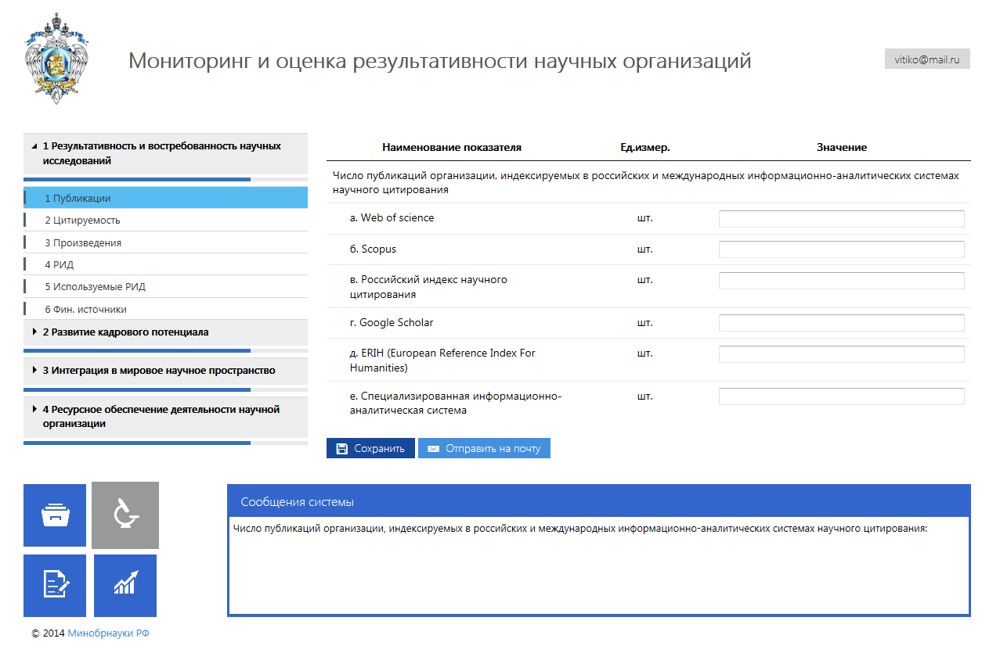 Мониторинг и оценка результативности научных организаций
vitiko@mail.ru
1 Результативность и востребованность научных
исследований
1 Публикации
2 Цитируемость
3 Произведения
4 РИД
5 Используемые РИД
6 Фин. источники
2 Развитие кадрового потенциала
3 Интеграция в мировое научное пространство
4 Ресурсное обеспечение деятельности научной
организации
Наименование показателя Ед.измер. Значение
Число публикаций организации, индексируемых в российских и международных информационно-аналитических системах
научного цитирования
а. Web of science шт.
б. Scopus шт.
в. Российский индекс научного шт.
цитирования
г. Google Scholar шт.
д. ERIH (European Reference Index For шт.
Humanities)
е. Специализированная информационно- шт.
аналитическая система
Сохранить Отправить на почту
Сообщения системы
Число публикаций организации, индексируемых в российских и международных информационно-аналитических системах научного цитирования:
© 2014 Минобрнауки РФ